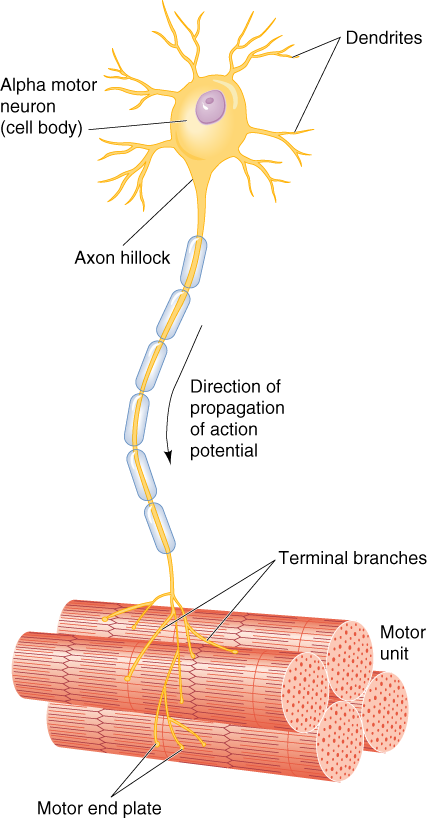 Dendrites
Alpha motor
neuron
(cell body)
Axon hillock
Direction of
propagation
of action
potential
Terminal branches
Motor
unit
Motor end plate